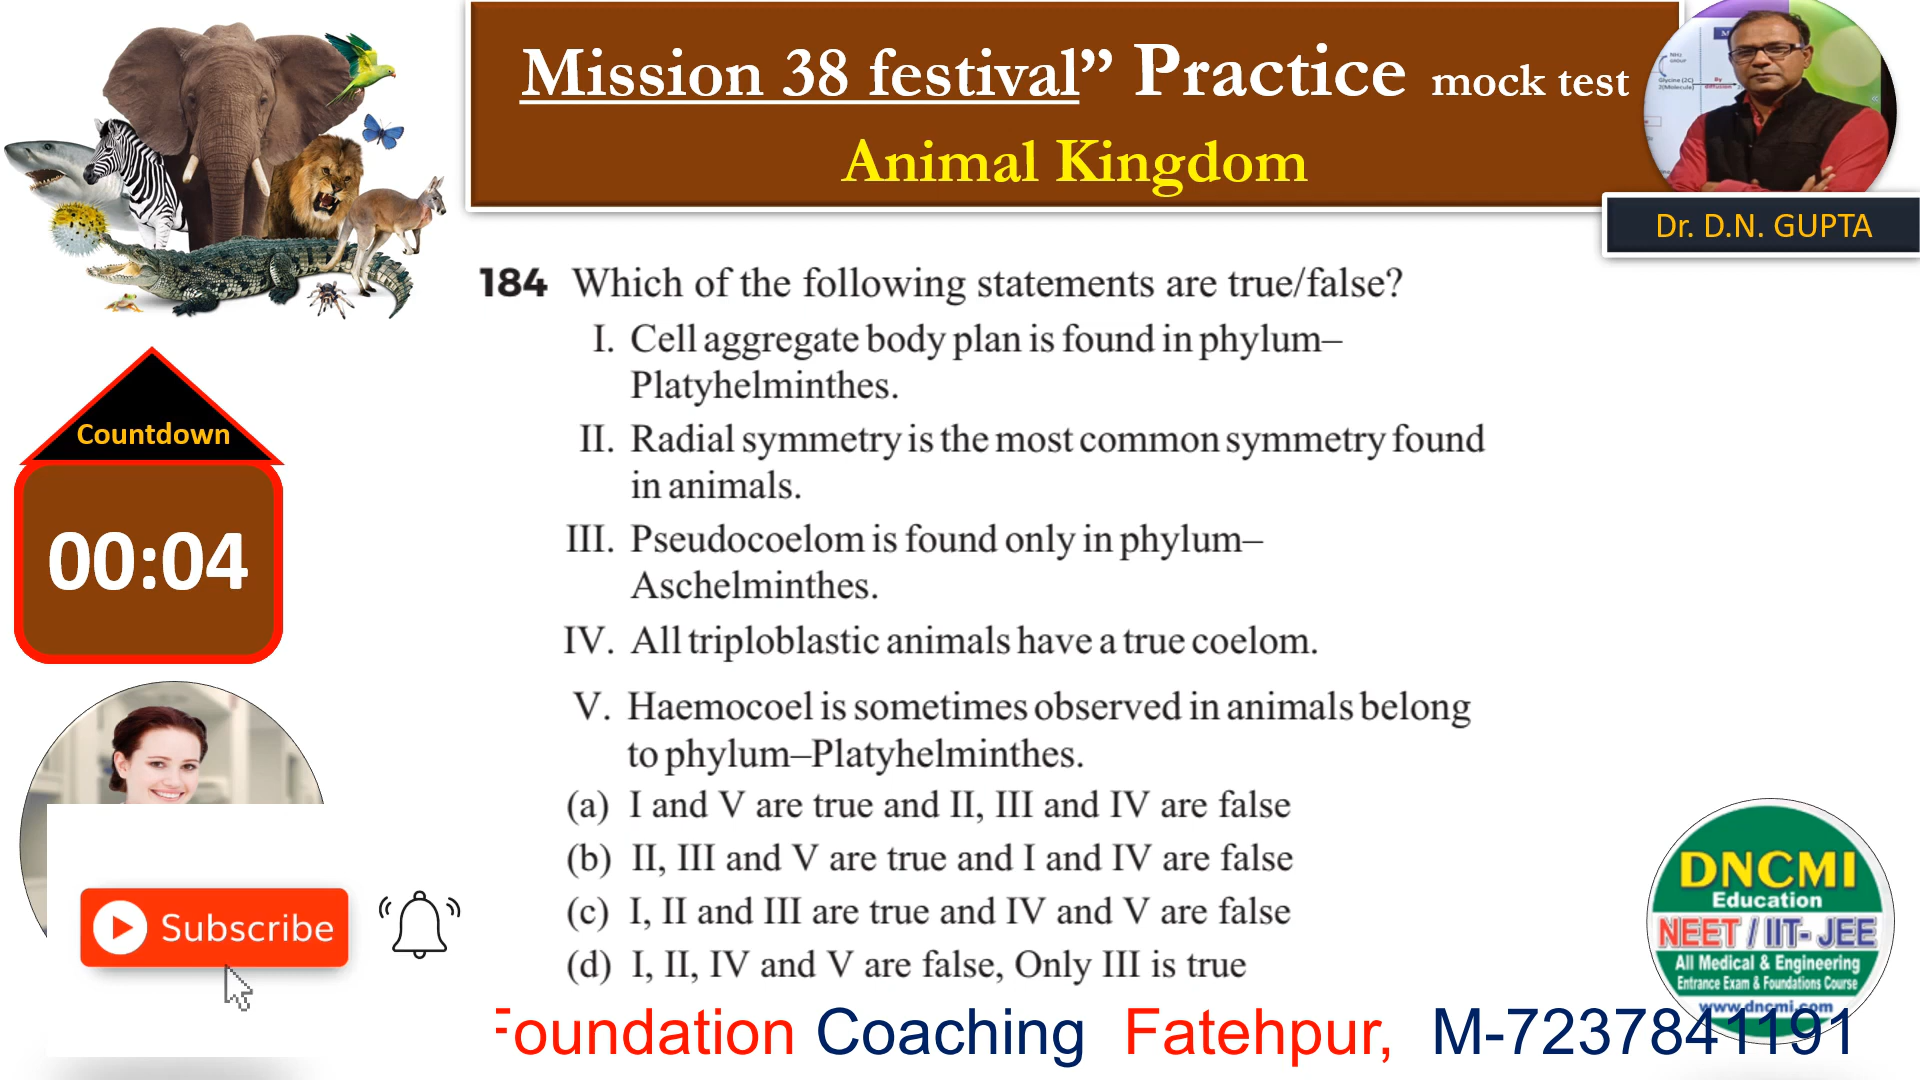 Mission 38 festival” Practice mock test
Animal Kingdom
Dr. D.N. GUPTA
184 Which of the following statements are true/false?
I. Cell aggregate body plan is found in phylum–
Platyhelminthes.
II. Radial symmetry is the most common symmetry found
in animals.
III. Pseudocoelom is found only in phylum–
Aschelminthes.
IV. All triploblastic animals have a true coelom.
V. Haemocoel is sometimes observed in animals belong
to phylum–Platyhelminthes.
(a) I and V are true and II, III and IV are false
(b) II, III and V are true and I and IV are false
(c) I, II and III are true and IV and V are false
(d) I, II, IV and V are false, Only III is true
Countdown
00:04
Subscribe
DNCMI
Education
NEET / IIT- JEE
All Medical & Engineering
Entrance Exam & Foundations Course
www.dncmi.com
Foundation Coaching Fatehpur, M-7237841191